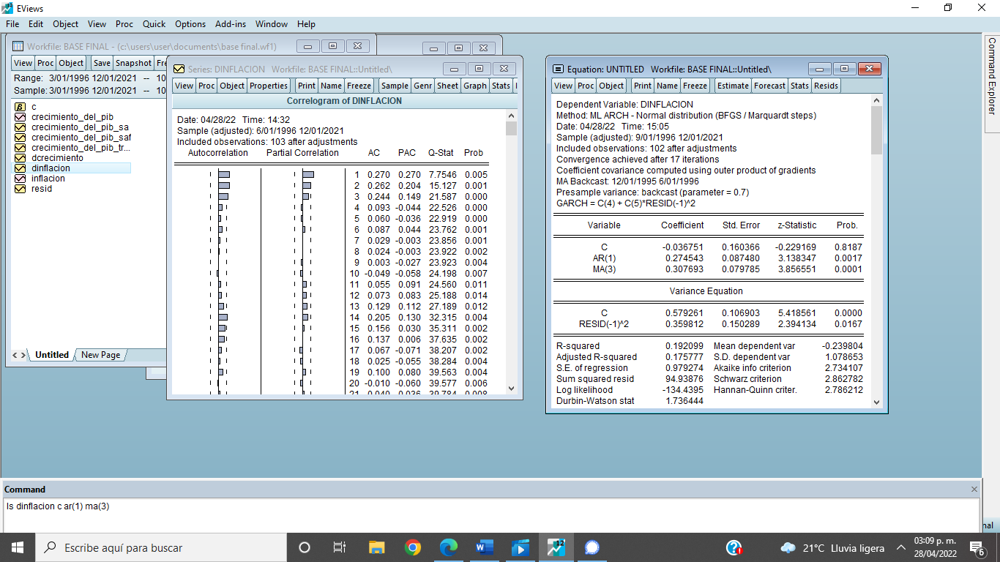 EViews
File Edit Object View Proc Quick Options Add-ins Window Help
Workfile: BASE FINAL - (c:\users\user\documents\base final.wf1)
View Proc Object Save Snapshot
Range: 3/01/1996 12/01/2021 -- 10
Sample: 3/01/1996 12/01/2021 -- 10
c
crecimiento_del_pib
crecimiento_del_pib_sa
crecimiento_del_pib_saf
crecimiento_del_pib_tr...
dcrecimiento
dinflacion
inflacion
resid
Untitled New Page
Series: DINFLACION Workfile: BASE FINAL::Untitled\
View Proc Object Properties Print Name Freeze Sample Genr Sheet Graph Stats
Correlogram of DINFLACION
Date: 04/28/22 Time: 14:32
Sample (adjusted): 6/01/1996 12/01/2021
Included observations: 103 after adjustments
Autocorrelation Partial Correlation AC PAC Q-Stat Prob
1 0.270 0.270 7.7546 0.005
2 0.262 0.204 15.127 0.001
3 0.244 0.149 21.587 0.000
4 0.093 -0.044 22.526 0.000
5 0.060 -0.036 22.919 0.000
6 0.087 0.044 23.762 0.001
7 0.029 -0.003 23.856 0.001
8 0.024 -0.003 23.922 0.002
9 0.003 -0.027 23.923 0.004
10 -0.049 -0.058 24.198 0.007
11 0.055 0.091 24.560 0.011
12 0.073 0.083 25.188 0.014
13 0.129 0.112 27.189 0.012
14 0.205 0.130 32.315 0.004
15 0.156 0.030 35.311 0.002
16 0.137 0.006 37.635 0.002
17 0.067 -0.071 38.207 0.002
18 0.025 -0.055 38.284 0.004
19 0.100 0.080 39.563 0.004
20 -0.010 -0.060 39.577 0.006
21 0.040 0.036 39.784 0.008
Equation: UNTITLED Workfile: BASE FINAL::Untitled\
View Proc Object Print Name Freeze Estimate Forecast Stats Resids
Dependent Variable: DINFLACION
Method: ML ARCH - Normal distribution (BFGS / Marquardt steps)
Date: 04/28/22 Time: 15:05
Sample (adjusted): 9/01/1996 12/01/2021
Included observations: 102 after adjustments
Convergence achieved after 17 iterations
Coefficient covariance computed using outer product of gradients
MA Backcast: 12/01/1995 6/01/1996
Presample variance: backcast (parameter = 0.7)
GARCH = C(4) + C(5)*RESID(-1)^2
Variable Coefficient Std. Error z-Statistic Prob.
C -0.036751 0.160366 -0.229169 0.8187
AR(1) 0.274543 0.087480 3.138347 0.0017
MA(3) 0.307693 0.079785 3.856551 0.0001
Variance Equation
C 0.579261 0.106903 5.418561 0.0000
RESID(-1)^2 0.359812 0.150289 2.394134 0.0167
R-squared 0.192099 Mean dependent var -0.239804
Adjusted R-squared 0.175777 S.D. dependent var 1.078653
S.E. of regression 0.979274 Akaike info criterion 2.734107
Sum squared resid 94.93876 Schwarz criterion 2.862782
Log likelihood -134.4395 Hannan-Quinn criter. 2.786212
Durbin-Watson stat 1.736444
Command Explorer
Command
ls dinflacion c ar(1) ma(3)
Escribe aquí para buscar
12
21°C Lluvia ligera
03:09 p. m.
28/04/2022
6